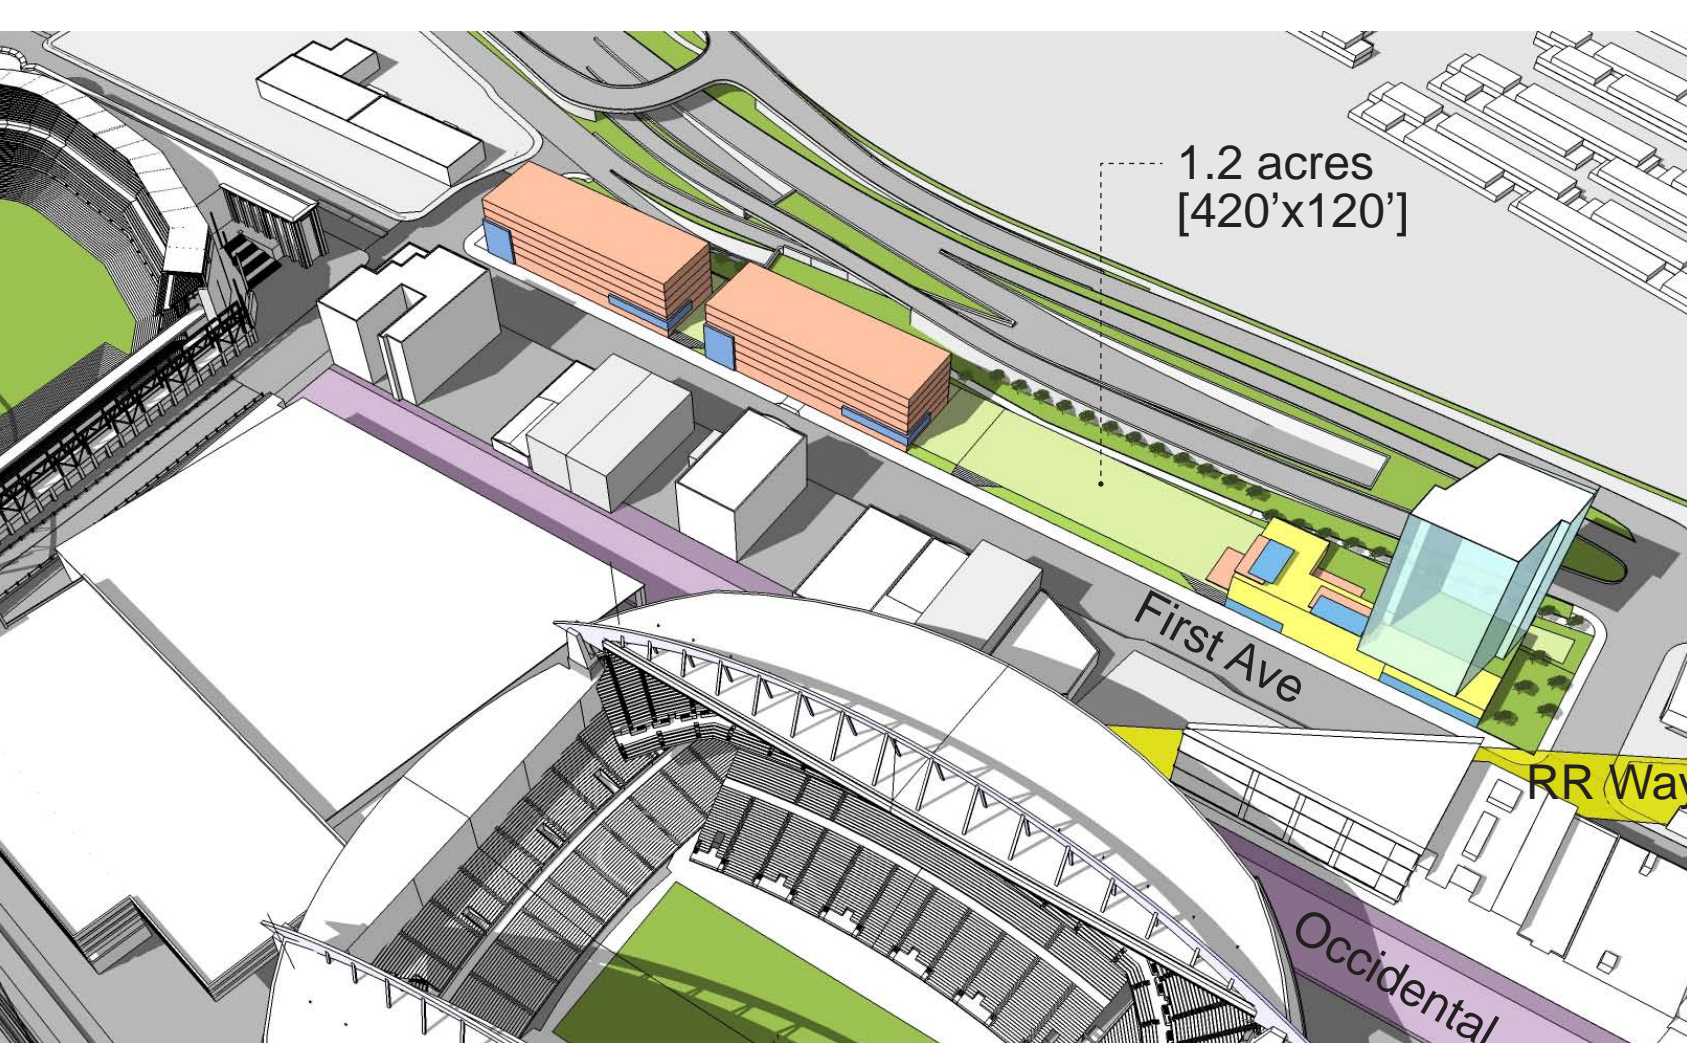 1.2 acres
[420’x120’]
First Ave
RR Way
Occidental